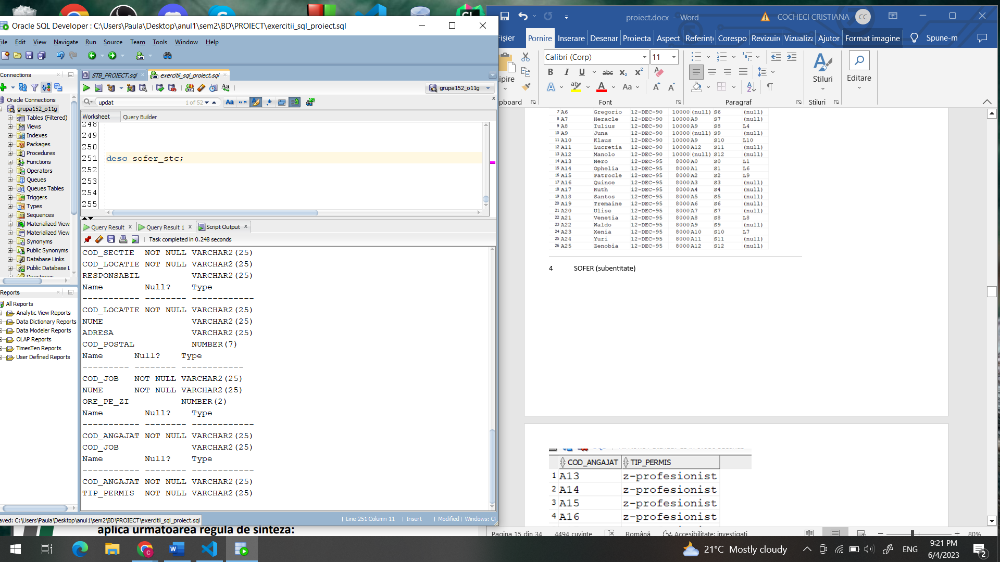 Oracle SQL Developer : C:\Users\Paula\Desktop\anul1\sem2\BD\PROIECT\exercitii_sql_proiect.sql
File Edit View Navigate Run Source Team Tools Window Help
Connections
Oracle Connections
grupa152_o11g
Tables (Filtered)
Views
Indexes
Packages
Procedures
Functions
Operators
Queues
Queues Tables
Triggers
Types
Sequences
Materialized View
Materialized View
Synonyms
Public Synonyms
Database Links
Public Database L
Directories
Reports
All Reports
Analytic View Reports
Data Dictionary Reports
Data Modeler Reports
OLAP Reports
TimesTen Reports
User Defined Reports
STB_PROIECT.sql
exercitii_sql_proiect.sql
grupa152_o11g
updat 1 of 52
Worksheet Query Builder
248
249
250
251 desc sofer_stc;
252
253
254
255
Query Result Query Result 1 Script Output
Task completed in 0.248 seconds
COD_SECTIE NOT NULL VARCHAR2(25)
COD_LOCATIE NOT NULL VARCHAR2(25)
RESPONSABIL VARCHAR2(25)
Name Null? Type
----------- -------- ------------
COD_LOCATIE NOT NULL VARCHAR2(25)
NUME VARCHAR2(25)
ADRESA VARCHAR2(25)
COD_POSTAL NUMBER(7)
Name Null? Type
--------- -------- ------------
COD_JOB NOT NULL VARCHAR2(25)
NUME NOT NULL VARCHAR2(25)
ORE_PE_ZI NUMBER(2)
Name Null? Type
----------- -------- ------------
COD_ANGAJAT NOT NULL VARCHAR2(25)
COD_JOB VARCHAR2(25)
Name Null? Type
----------- -------- ------------
COD_ANGAJAT NOT NULL VARCHAR2(25)
TIP_PERMIS NOT NULL VARCHAR2(25)
aved: C:\Users\Paula\Desktop\anul1\sem2\BD\PROIECT\exercitii_sql_proiect.sql
Line 251 Column 11 | Insert | Modified | Windows: CF
aplica urmatoarea regula de sinteza:
proiect.docx - Word
COCHECI CRISTIANA CC
Fișier Pornire Inserare Desenar Proiecta Aspect Referinț Corespo Revizuir Vizualiza Ajutor Format imagine Spune-m
Calibri (Corp) 11
Lipire
Stiluri
Editare
Clipboard Font Paragraf Stiluri
7 A6 Gregorio 12-DEC-90 10000 (null) S6 (null)
8 A7 Heracle 12-DEC-90 10000 A9 S7 (null)
9 A8 Iulius 12-DEC-90 10000 A9 S8 L4
10 A9 Juna 12-DEC-90 10000 (null) S9 (null)
11 A10 Klaus 12-DEC-90 10000 A9 S10 L10
12 A11 Lucretia 12-DEC-90 10000 A12 S11 (null)
13 A12 Manolo 12-DEC-90 10000 (null) S12 (null)
14 A13 Nero 12-DEC-95 8000 A0 S0 L1
15 A14 Ophelia 12-DEC-95 8000 A1 S1 L6
16 A15 Patrocle 12-DEC-95 8000 A2 S2 L9
17 A16 Quince 12-DEC-95 8000 A3 S3 (null)
18 A17 Ruth 12-DEC-95 8000 A4 S4 (null)
19 A18 Santos 12-DEC-95 8000 A5 S5 (null)
20 A19 Tremaine 12-DEC-95 8000 A6 S6 (null)
21 A20 Ulise 12-DEC-95 8000 A7 S7 (null)
22 A21 Venetia 12-DEC-95 8000 A8 S8 L8
23 A22 Waldo 12-DEC-95 8000 A9 S9 (null)
24 A23 Xenia 12-DEC-95 8000 A10 S10 L7
25 A24 Yuri 12-DEC-95 8000 A11 S11 (null)
26 A25 Zenobia 12-DEC-95 8000 A12 S12 (null)
4 SOFER (subentitate)
COD_ANGAJAT TIP_PERMIS
1 A13 z-profesionist
2 A14 z-profesionist
3 A15 z-profesionist
4 A16 z-profesionist
Pagina 15 din 34 4494 cuvinte Română Accesibilitate: investigați 80%
21°C Mostly cloudy
ENG
9:21 PM
6/4/2023
2